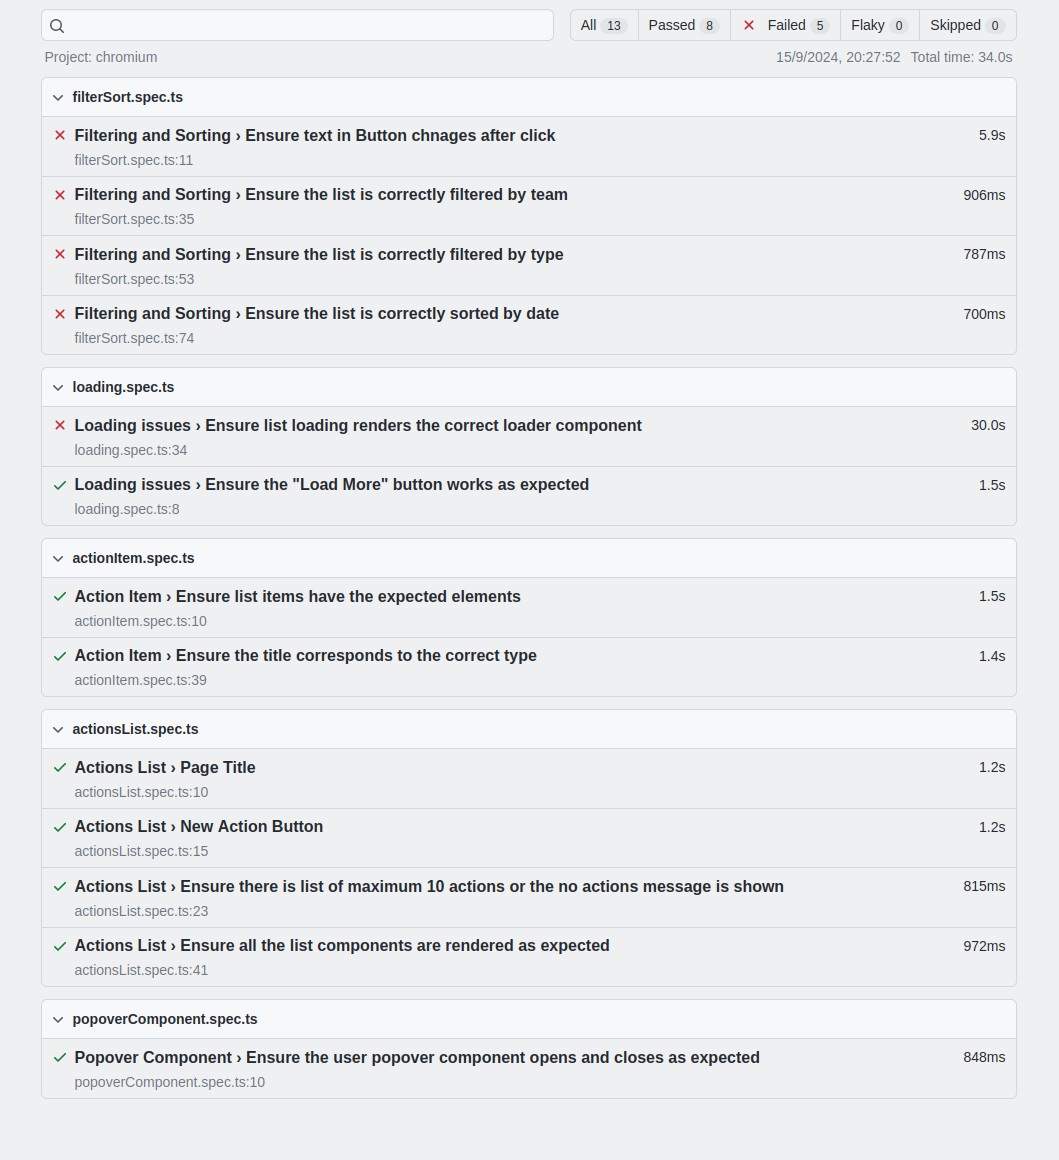 All 13 Passed 8 Failed 5 Flaky 0 Skipped 0
Project: chromium 15/9/2024, 20:27:52 Total time: 34.0s
filterSort.spec.ts
Filtering and Sorting › Ensure text in Button chnages after click 5.9s
filterSort.spec.ts:11
Filtering and Sorting › Ensure the list is correctly filtered by team 906ms
filterSort.spec.ts:35
Filtering and Sorting › Ensure the list is correctly filtered by type 787ms
filterSort.spec.ts:53
Filtering and Sorting › Ensure the list is correctly sorted by date 700ms
filterSort.spec.ts:74
loading.spec.ts
Loading issues › Ensure list loading renders the correct loader component 30.0s
loading.spec.ts:34
Loading issues › Ensure the "Load More" button works as expected 1.5s
loading.spec.ts:8
actionItem.spec.ts
Action Item › Ensure list items have the expected elements 1.5s
actionItem.spec.ts:10
Action Item › Ensure the title corresponds to the correct type 1.4s
actionItem.spec.ts:39
actionsList.spec.ts
Actions List › Page Title 1.2s
actionsList.spec.ts:10
Actions List › New Action Button 1.2s
actionsList.spec.ts:15
Actions List › Ensure there is list of maximum 10 actions or the no actions message is shown 815ms
actionsList.spec.ts:23
Actions List › Ensure all the list components are rendered as expected 972ms
actionsList.spec.ts:41
popoverComponent.spec.ts
Popover Component › Ensure the user popover component opens and closes as expected 848ms
popoverComponent.spec.ts:10